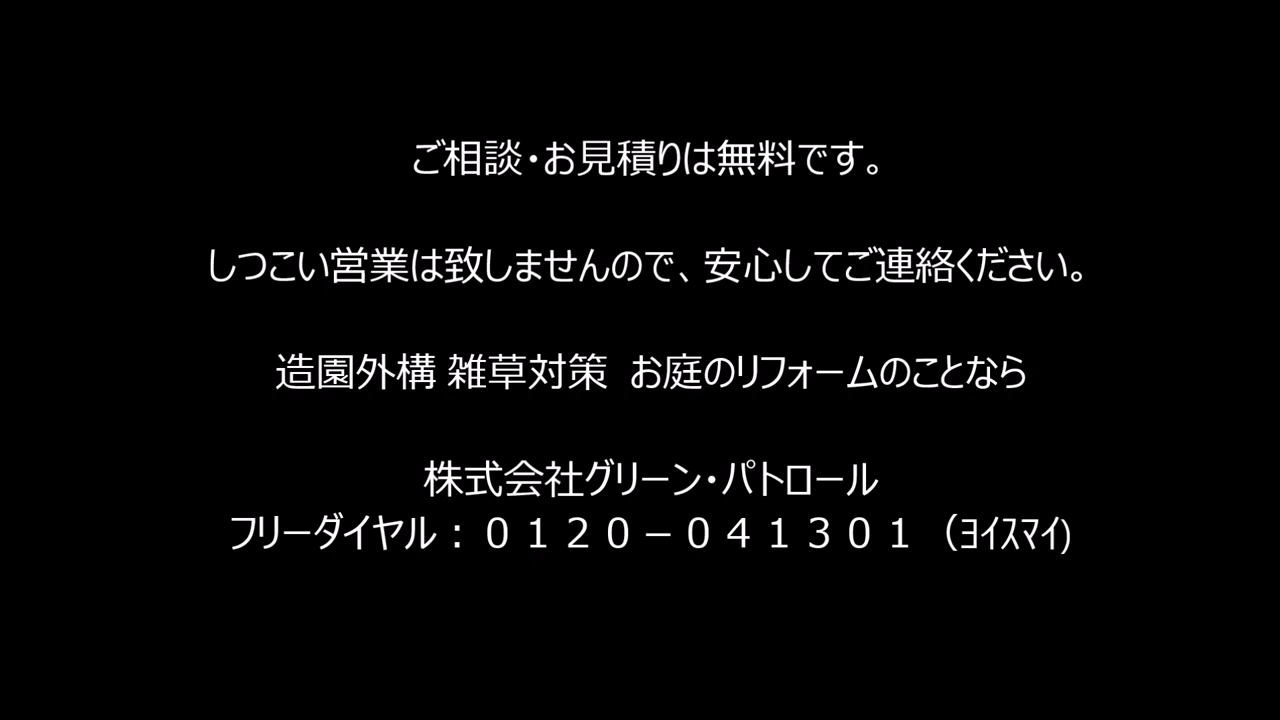 ご相談・お見積りは無料です。
しつこい営業は致しませんので、安心してご連絡ください。
造園外構 雑草対策 お庭のリフォームのことなら
株式会社グリーン・パトロール
フリーダイヤル：０１２０－０４１３０１（ﾖｲｽﾏｲ)